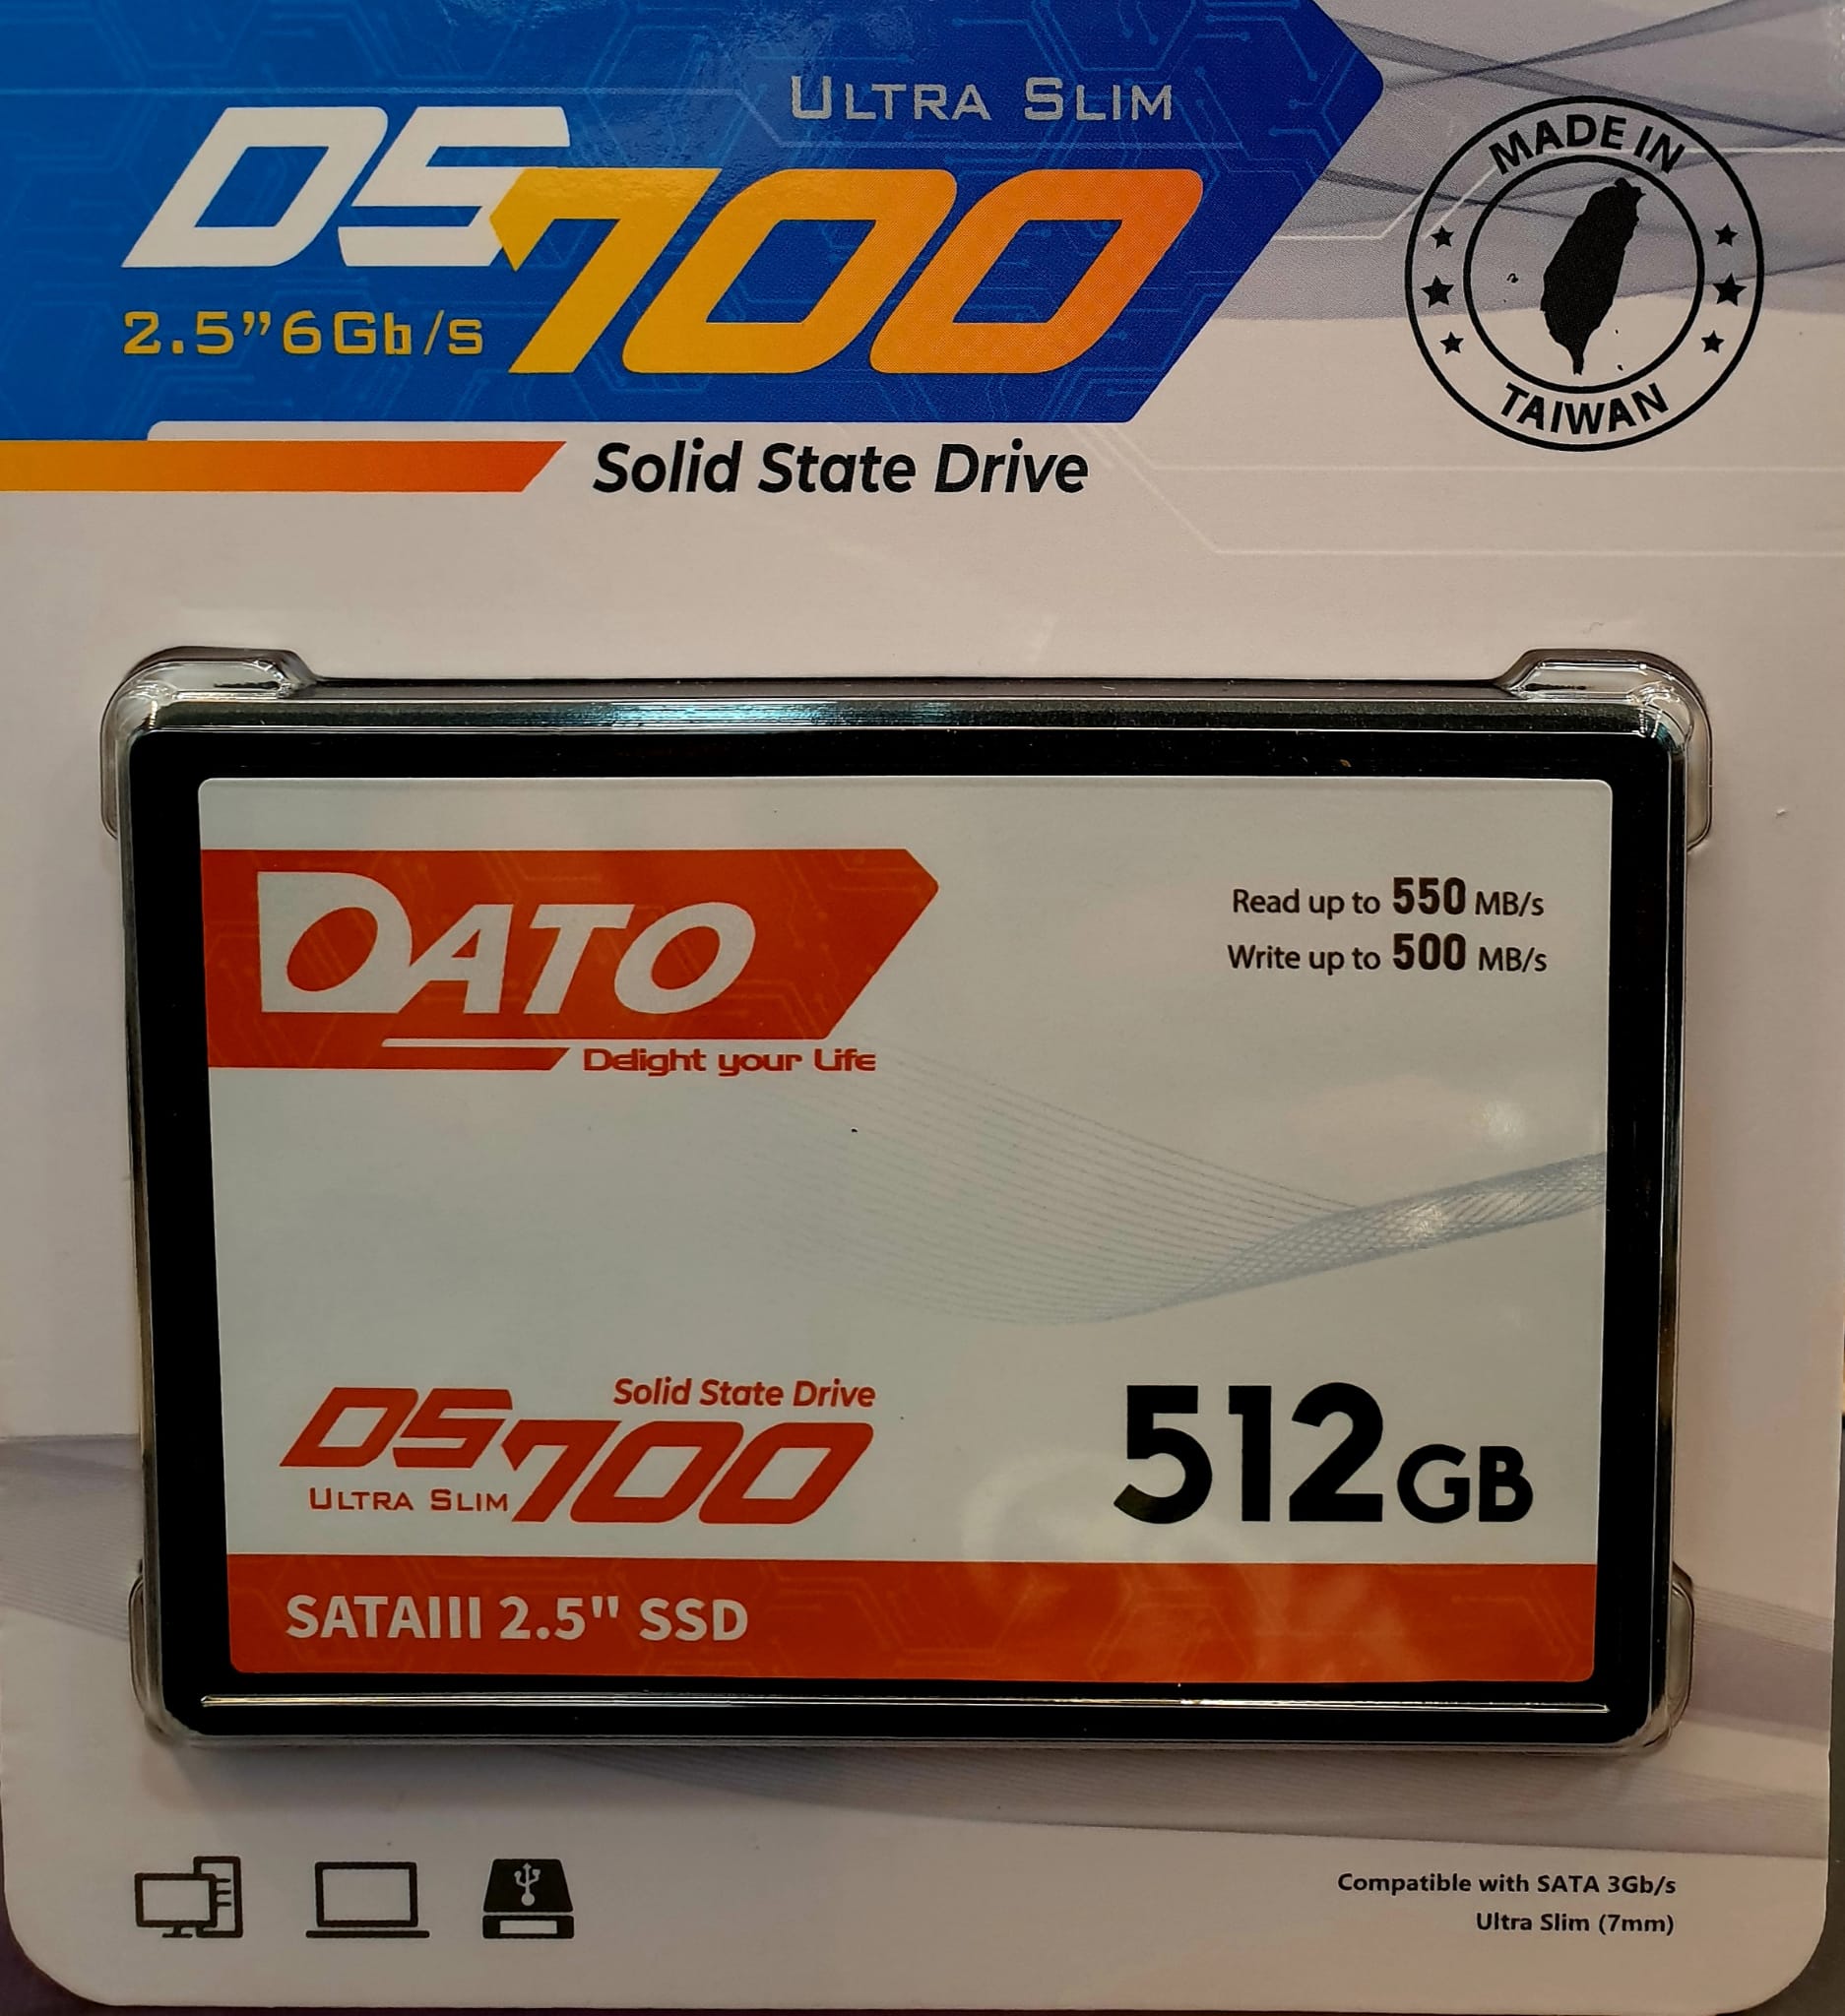 ULTRA SLIM
DS700
2.5”6Gb/s
Solid State Drive
MADE IN
TAIWAN
DATO
Delight your Life
Read up to 550 MB/s
Write up to 500 MB/s
Solid State Drive
DS700
ULTRA SLIM
512GB
SATAIII 2.5" SSD
Compatible with SATA 3Gb/s
Ultra Slim (7mm)